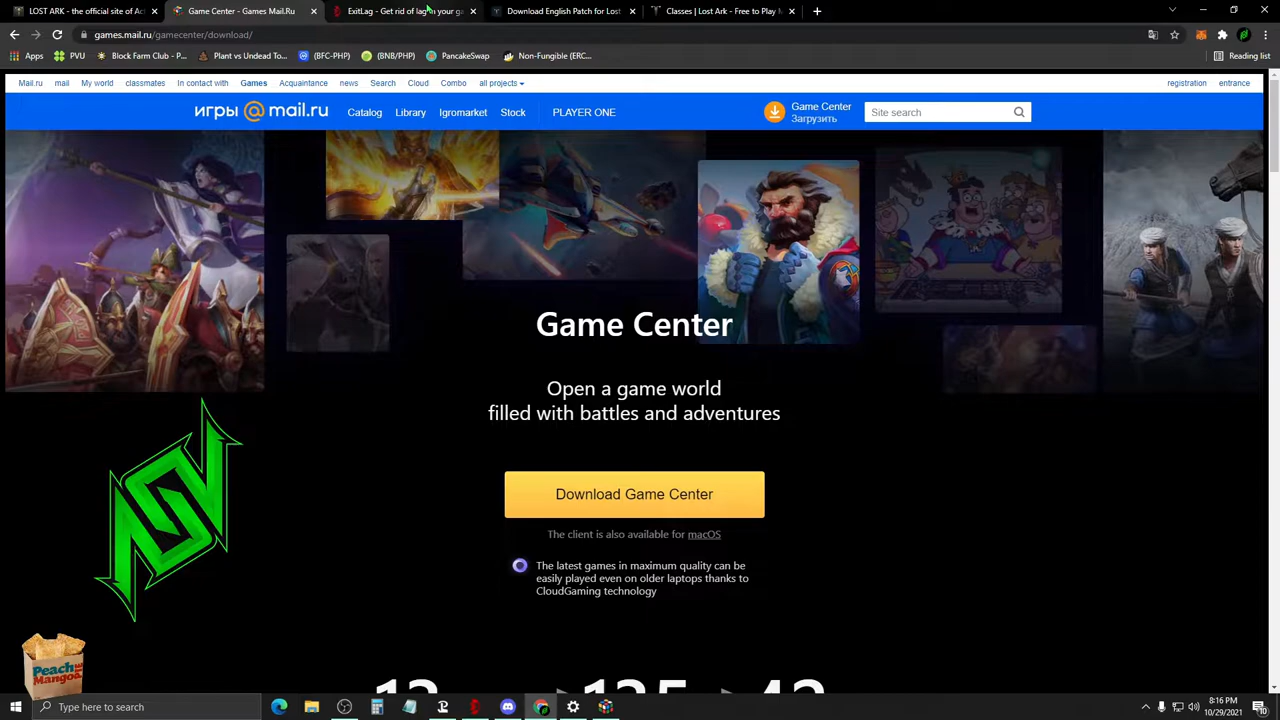 LOST ARK - the official site of Ac
Game Center - Games Mail.Ru
ExitLag - Get rid of lag in your ga
Download English Patch for Lost
Classes | Lost Ark - Free to Play M
games.mail.ru/gamecenter/download/
Apps
PVU
Block Farm Club - P...
Plant vs Undead To...
(BFC-PHP)
(BNB/PHP)
PancakeSwap
Non-Fungible (ERC...
Reading list
Mail.ru
mail
My world
classmates
In contact with
Games
Acquaintance
news
Search
Cloud
Combo
all projects
registration
entrance
игры @ mail.ru
Catalog
Library
Igromarket
Stock
PLAYER ONE
Game Center
Загрузить
Site search
Game Center
Open a game world
filled with battles and adventures
Download Game Center
The client is also available for macOS
The latest games in maximum quality can be
easily played even on older laptops thanks to
CloudGaming technology
Peach
Mango
PIE
Type here to search
8:16 PM
10/29/2021
10